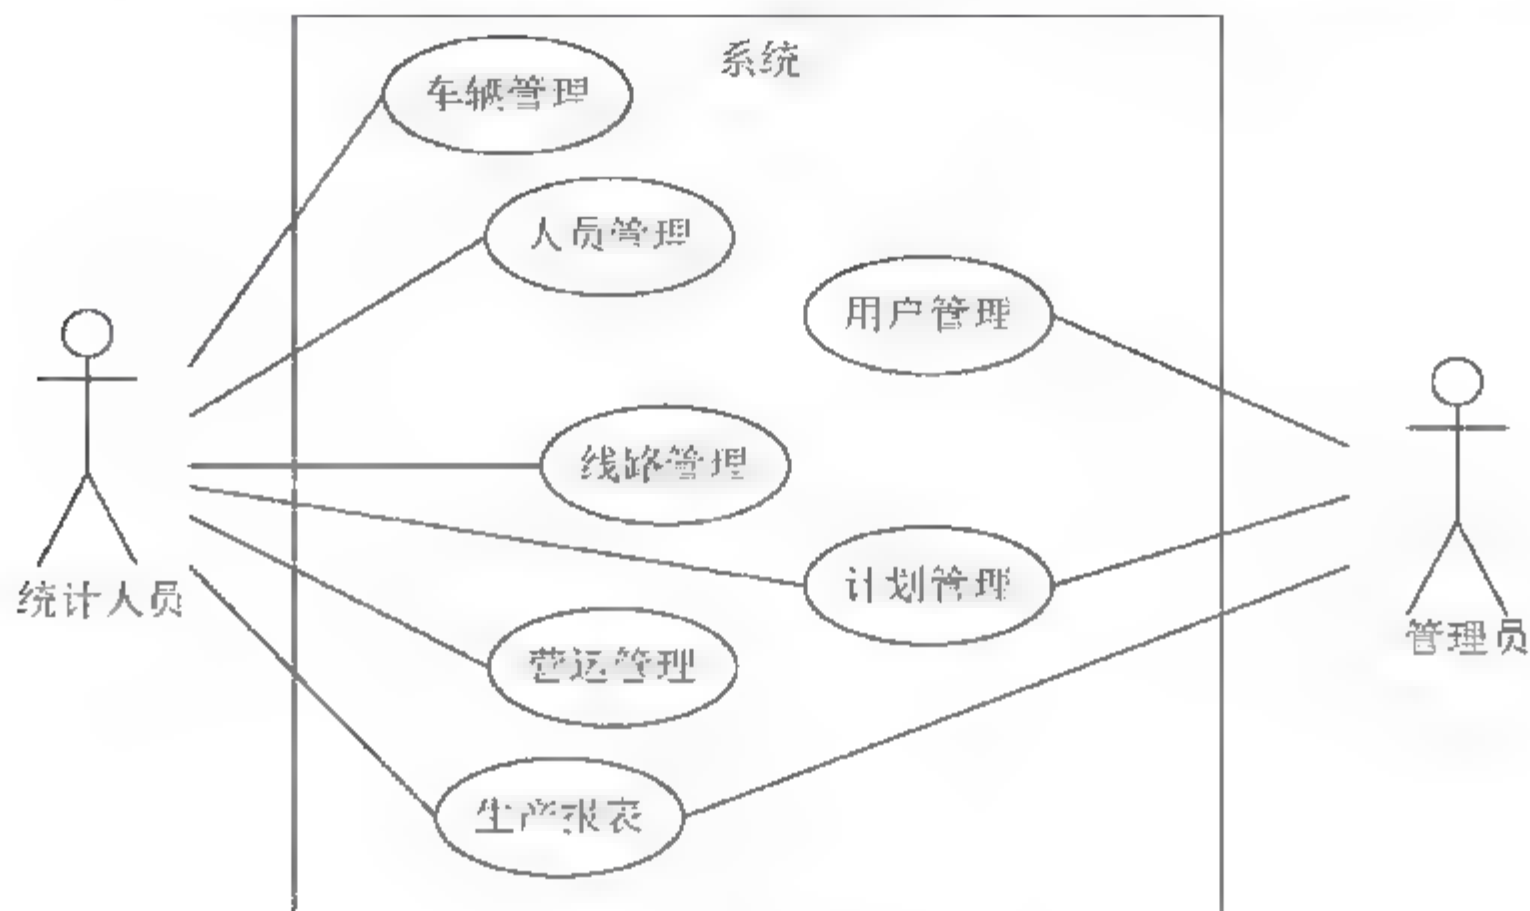 系统
车辆管理
人员管理
用户管理
线路管理
计划管理
统计人员
管理员
营运管理
生产报表